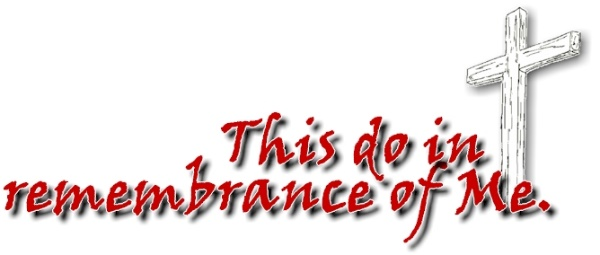 This do in
remembrance of Me.